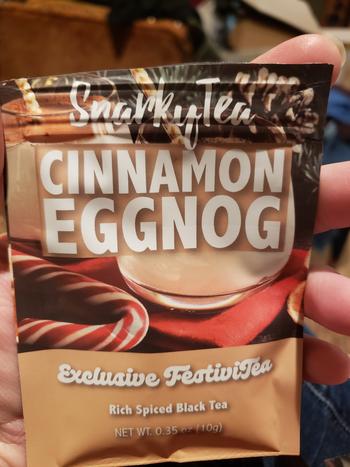 SnarkyTea
CINNAMON
EGGNOG
Exclusive FestiviTea
Rich Spiced Black Tea
NET WT. 0.35 oz (10g)